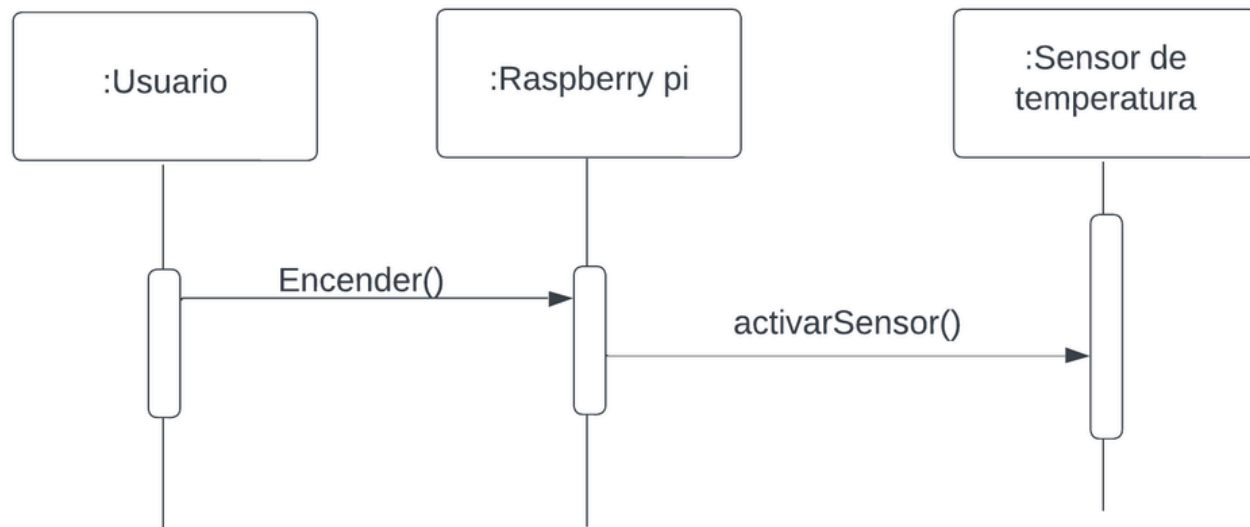 :Usuario
:Raspberry pi
:Sensor de
temperatura
Encender()
activarSensor()